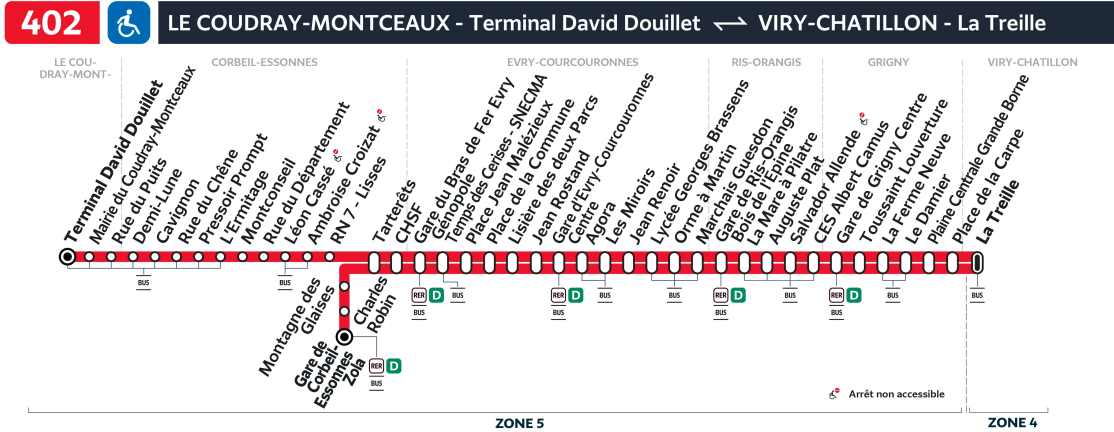 402 LE COUDRAY-MONTCEAUX - Terminal David Douillet VIRY-CHATILLON - La Treille
LE COU-
DRAY-MONT-
CORBEIL-ESSONNES
EVRY-COURCOURONNES
RIS-ORANGIS
GRIGNY
VIRY-CHATILLON
Terminal David Douillet
Mairie du Coudray-Montceaux
Rue du Puits
Demi-Lune
Cavignon
Rue du Chêne
Pressoir Prompt
L'Ermitage
Montconseil
Rue du Département
Léon Cassé
Ambroise Croizat
RN 7 - Lisses
Tarterêts
CHSF
Gare du Bras de Fer Evry
Génopole
Temps des Cerises - SNECMA
Place Jean Malézieux
Place de la Commune
Lisière des deux Parcs
Jean Rostand
Gare d'Evry-Courcouronnes
Centre
Agora
Les Miroirs
Jean Renoir
Lycée Georges Brassens
Orme à Martin
Marchais Guesdon
Gare de Ris-Orangis
Bois de l'Epine
La Mare à Pilatre
Auguste Plat
Salvador Allende
CES Albert Camus
Gare de Grigny Centre
Toussaint Louverture
La Ferme Neuve
Le Damier
Plaine Centrale Grande Borne
Place de la Carpe
La Treille
BUS
BUS
RER D
BUS
BUS
RER D
BUS
BUS
BUS
RER D
BUS
BUS
RER D
BUS
BUS
BUS
Montagne des
Glaises
Charles
Robin
Gare de
Corbeil-
Essonnes
Zola
RER D
BUS
Arrêt non accessible
ZONE 5
ZONE 4